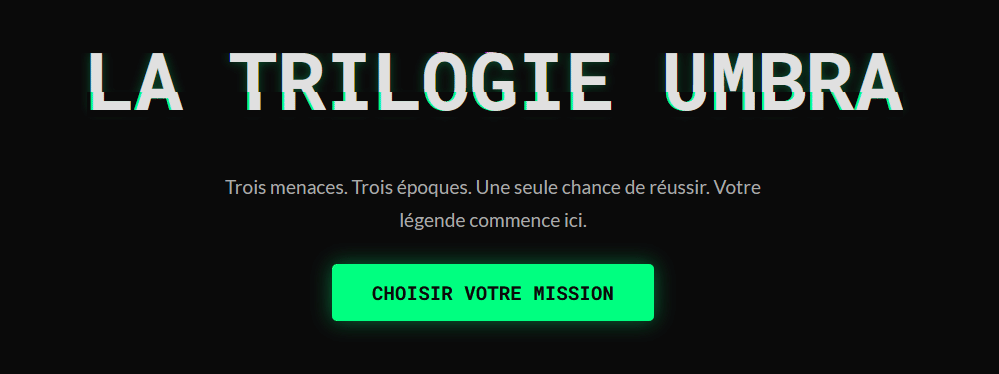 LA TRILOGIE UMBRA
Trois menaces. Trois époques. Une seule chance de réussir. Votre
légende commence ici.
CHOISIR VOTRE MISSION